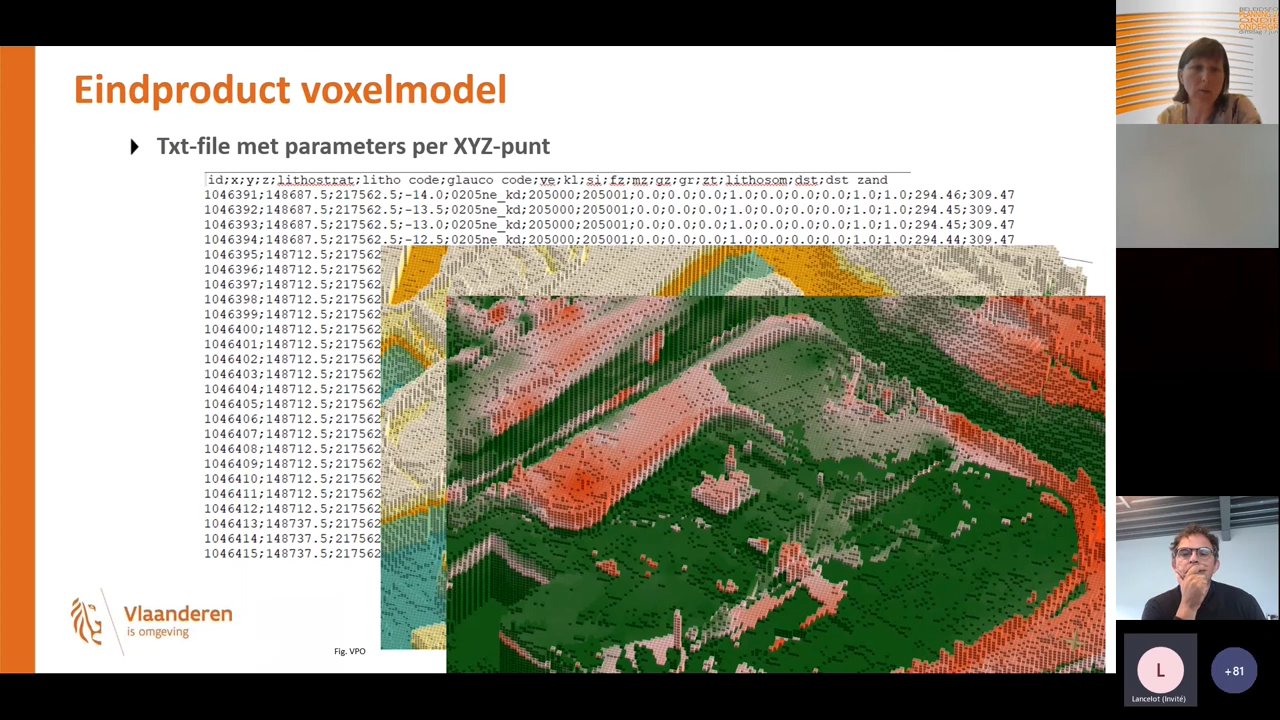 Eindproduct voxelmodel
Txt-file met parameters per XYZ-punt
id;x;y;z;lithostrat;litho code;glauco code;ve;kl;si;fz;mz;gz;gr;zt;lithosom;dst;dst zand
1046391;148687.5;217562.5;-14.0;0205ne_kd;205000;205001;0.0;0.0;0.0;1.0;0.0;0.0;0.0;1.0;1.0;294.46;309.47
1046392;148687.5;217562.5;-13.5;0205ne_kd;205000;205001;0.0;0.0;0.0;1.0;0.0;0.0;0.0;1.0;1.0;294.45;309.47
1046393;148687.5;217562.5;-13.0;0205ne_kd;205000;205001;0.0;0.0;0.0;1.0;0.0;0.0;0.0;1.0;1.0;294.45;309.47
1046394;148687.5;217562.5;-12.5;0205ne_kd;205000;205001;0.0;0.0;0.0;1.0;0.0;0.0;0.0;1.0;1.0;294.44;309.47
1046395;148712.5;217562
1046396;148712.5;217562
1046397;148712.5;217562
1046398;148712.5;217562
1046399;148712.5;217562
1046400;148712.5;217562
1046401;148712.5;217562
1046402;148712.5;217562
1046403;148712.5;217562
1046404;148712.5;217562
1046405;148712.5;217562
1046406;148712.5;217562
1046407;148712.5;217562
1046408;148712.5;217562
1046409;148712.5;217562
1046410;148712.5;217562
1046411;148712.5;217562
1046412;148712.5;217562
1046413;148737.5;217562
1046414;148737.5;217562
1046415;148737.5;217562
Vlaanderen
is omgeving
Fig. VPO
L
+81
Lancelot (Invité)